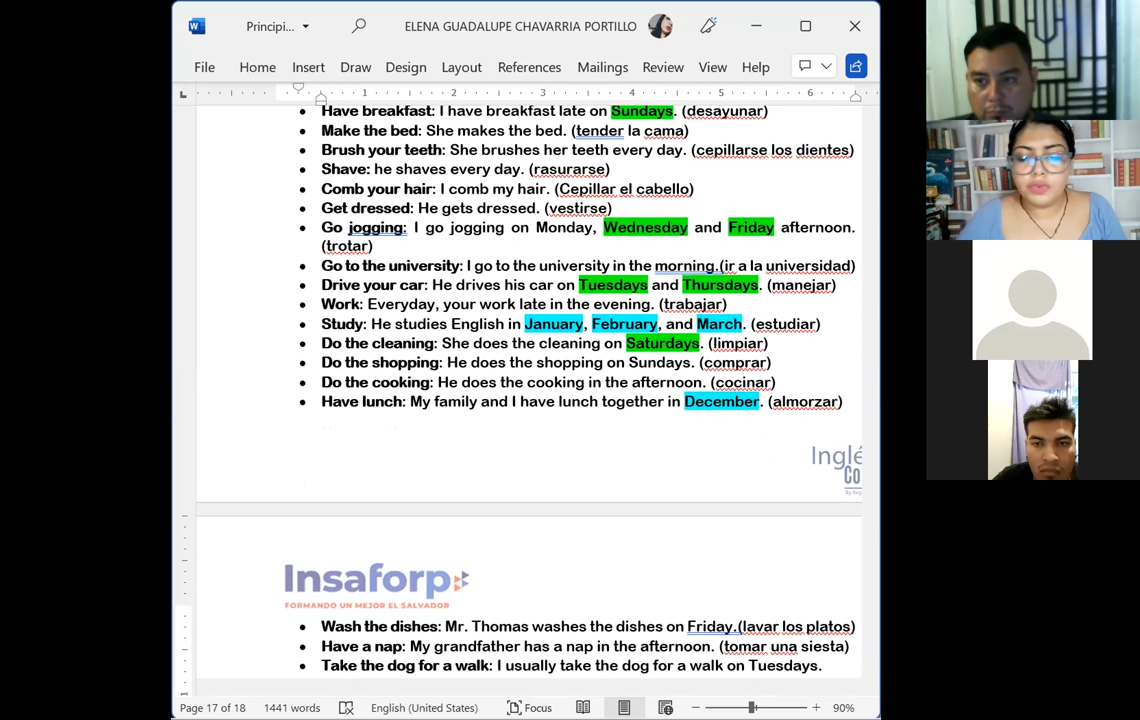 Principi...
ELENA GUADALUPE CHAVARRIA PORTILLO
File Home Insert Draw Design Layout References Mailings Review View Help
1 2 3 4 5 6
Have breakfast: I have breakfast late on Sundays. (desayunar)
Make the bed: She makes the bed. (tender la cama)
Brush your teeth: She brushes her teeth every day. (cepillarse los dientes)
Shave: he shaves every day. (rasurarse)
Comb your hair: I comb my hair. (Cepillar el cabello)
Get dressed: He gets dressed. (vestirse)
Go jogging: I go jogging on Monday, Wednesday and Friday afternoon.
(trotar)
Go to the university: I go to the university in the morning.(ir a la universidad)
Drive your car: He drives his car on Tuesdays and Thursdays. (manejar)
Work: Everyday, your work late in the evening. (trabajar)
Study: He studies English in January, February, and March. (estudiar)
Do the cleaning: She does the cleaning on Saturdays. (limpiar)
Do the shopping: He does the shopping on Sundays. (comprar)
Do the cooking: He does the cooking in the afternoon. (cocinar)
Have lunch: My family and I have lunch together in December. (almorzar)
Inglé
CO
Insaforp
FORMANDO UN MEJOR EL SALVADOR
Wash the dishes: Mr. Thomas washes the dishes on Friday.(lavar los platos)
Have a nap: My grandfather has a nap in the afternoon. (tomar una siesta)
Take the dog for a walk: I usually take the dog for a walk on Tuesdays.
Page 17 of 18 1441 words English (United States) Focus 90%